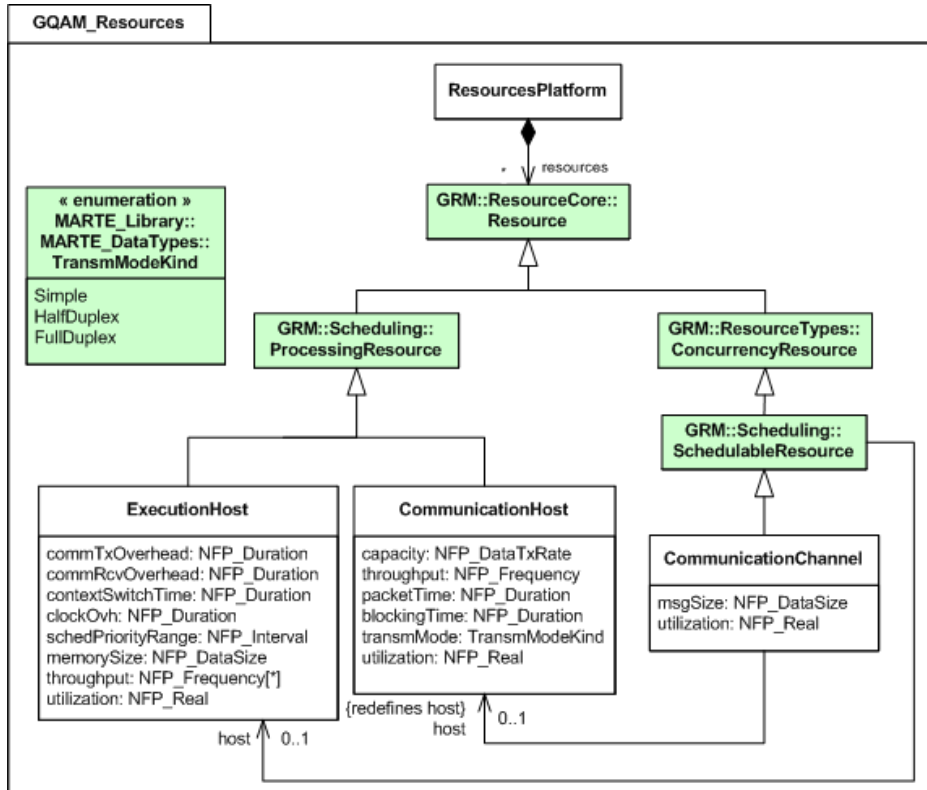 GQAM_Resources
ResourcesPlatform
* resources
GRM::ResourceCore::
Resource
« enumeration »
MARTE_Library::
MARTE_DataTypes::
TransmModeKind
Simple
HalfDuplex
FullDuplex
GRM::Scheduling::
ProcessingResource
GRM::ResourceTypes::
ConcurrencyResource
GRM::Scheduling::
SchedulableResource
ExecutionHost
commTxOverhead: NFP_Duration
commRcvOverhead: NFP_Duration
contextSwitchTime: NFP_Duration
clockOvh: NFP_Duration
schedPriorityRange: NFP_Interval
memorySize: NFP_DataSize
throughput: NFP_Frequency[*]
utilization: NFP_Real
CommunicationHost
capacity: NFP_DataTxRate
throughput: NFP_Frequency
packetTime: NFP_Duration
blockingTime: NFP_Duration
transmMode: TransmModeKind
utilization: NFP_Real
CommunicationChannel
msgSize: NFP_DataSize
utilization: NFP_Real
{redefines host}
host 0..1
host 0..1